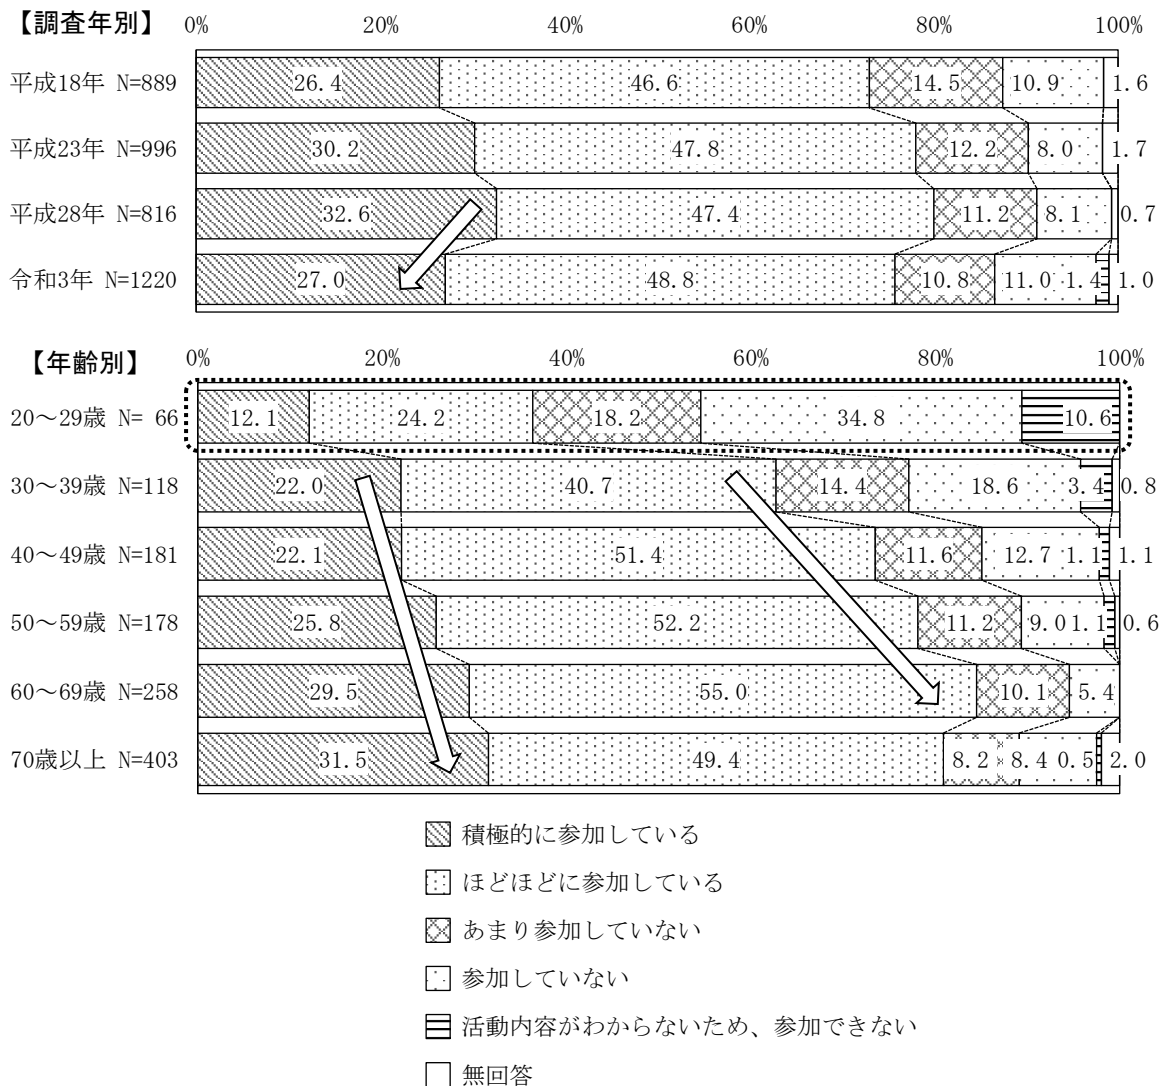 【調査年別】 0% 20% 40% 60% 80% 100%
平成18年 N=889 26.4 46.6 14.5 10.9 1.6
平成23年 N=996 30.2 47.8 12.2 8.0 1.7
平成28年 N=816 32.6 47.4 11.2 8.1 0.7
令和3年 N=1220 27.0 48.8 10.8 11.0 1.4 1.0
【年齢別】 0% 20% 40% 60% 80% 100%
20～29歳 N= 66 12.1 24.2 18.2 34.8 10.6
30～39歳 N=118 22.0 40.7 14.4 18.6 3.4 0.8
40～49歳 N=181 22.1 51.4 11.6 12.7 1.1 1.1
50～59歳 N=178 25.8 52.2 11.2 9.0 1.1 0.6
60～69歳 N=258 29.5 55.0 10.1 5.4
70歳以上 N=403 31.5 49.4 8.2 8.4 0.5 2.0
積極的に参加している
ほどほどに参加している
あまり参加していない
参加していない
活動内容がわからないため、参加できない
無回答